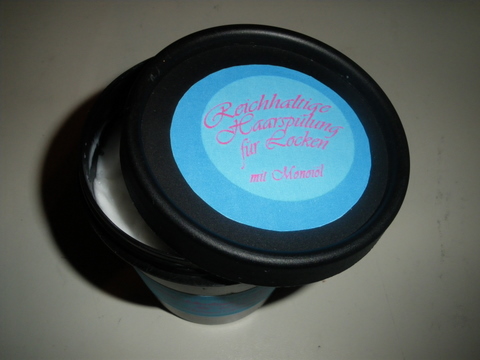 Reichhaltige
Haarspülung
für Locken
mit Monoiol